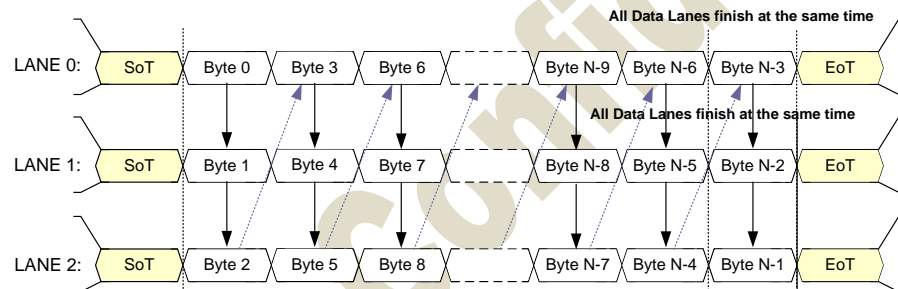 All Data Lanes finish at the same time
LANE 0: SoT Byte 0 Byte 3 Byte 6 Byte N-9 Byte N-6 Byte N-3 EoT
All Data Lanes finish at the same time
LANE 1: SoT Byte 1 Byte 4 Byte 7 Byte N-8 Byte N-5 Byte N-2 EoT
LANE 2: SoT Byte 2 Byte 5 Byte 8 Byte N-7 Byte N-4 Byte N-1 EoT